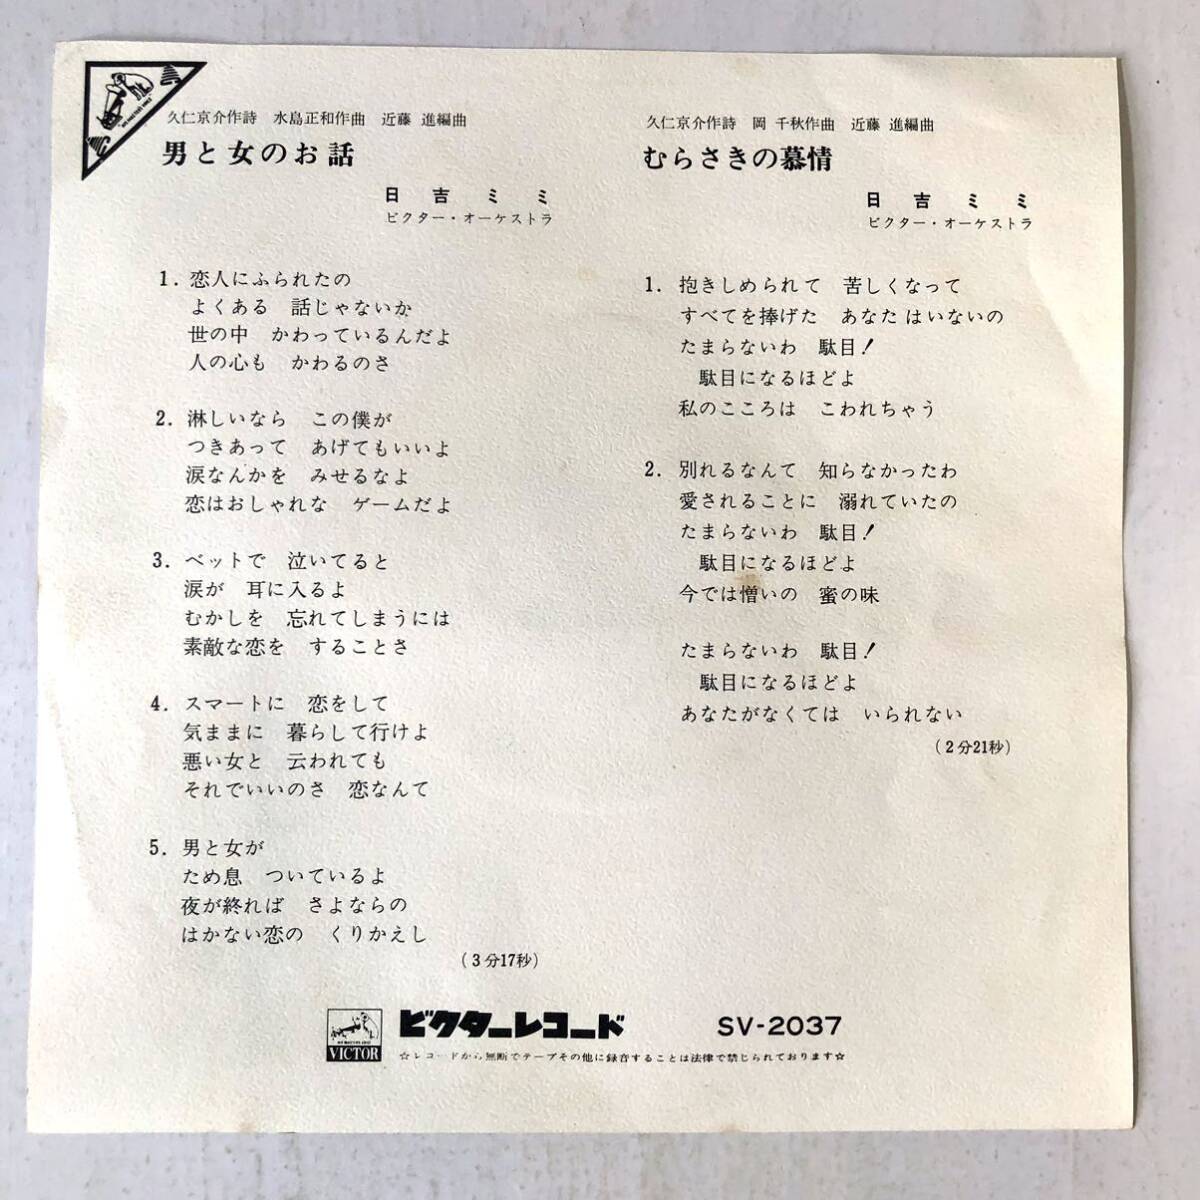 久仁京介作詩　水島正和作曲　近藤 進編曲
男と女のお話
日吉ミミ
ビクター・オーケストラ
1. 恋人にふられたの
よくある　話じゃないか
世の中　かわっているんだよ
人の心も　かわるのさ
2. 淋しいなら　この僕が
つきあって　あげてもいいよ
涙なんかを　みせるなよ
恋はおしゃれな　ゲームだよ
3. ベットで　泣いてると
涙が　耳に入るよ
むかしを　忘れてしまうには
素敵な恋を　することさ
4. スマートに　恋をして
気ままに　暮らして行けよ
悪い女と　云われても
それでいいのさ　恋なんて
5. 男と女が
ため息　ついているよ
夜が終れば　さよならの
はかない恋の　くりかえし
(3分17秒)
久仁京介作詩　岡 千秋作曲　近藤 進編曲
むらさきの慕情
日吉ミミ
ビクター・オーケストラ
1. 抱きしめられて　苦しくなって
すべてを捧げた　あなたはいないの
たまらないわ　駄目！
駄目になるほどよ
私のこころは　こわれちゃう
2. 別れるなんて　知らなかったわ
愛されることに　溺れていたの
たまらないわ　駄目！
駄目になるほどよ
今では憎いの　蜜の味
たまらないわ　駄目！
駄目になるほどよ
あなたがなくては　いられない
(2分21秒)
VICTOR
ビクターレコード
SV-2037
☆レコードから無断でテープその他に録音することは法律で禁じられております☆